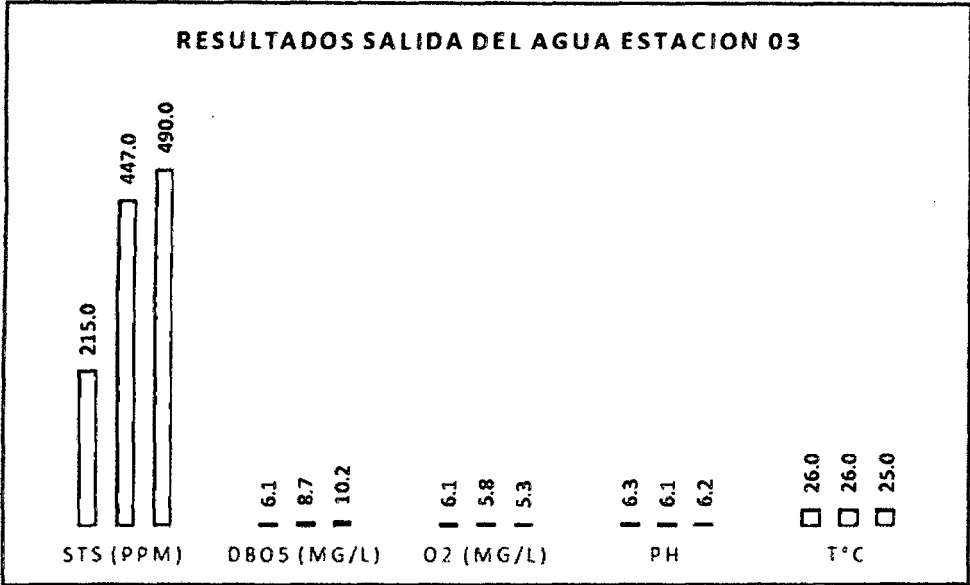 RESULTADOS SALIDA DEL AGUA ESTACION 03
215.0 447.0 490.0
6.1 8.7 10.2
6.1 5.8 5.3
6.3 6.1 6.2
26.0 26.0 25.0
STS (PPM) DBO5 (MG/L) O2 (MG/L) PH T°C